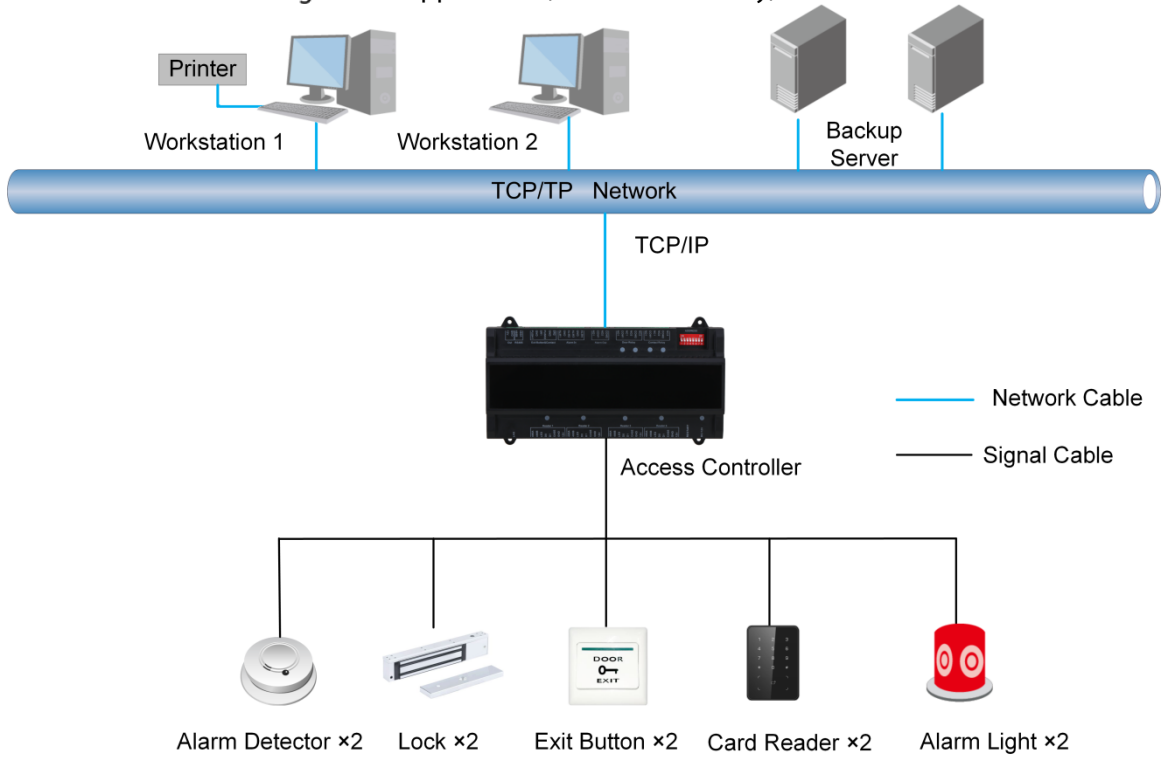 Printer
Workstation 1
Workstation 2
Backup
Server
TCP/TP Network
TCP/IP
Network Cable
Signal Cable
Access Controller
DOOR
EXIT
Alarm Detector ×2
Lock ×2
Exit Button ×2
Card Reader ×2
Alarm Light ×2